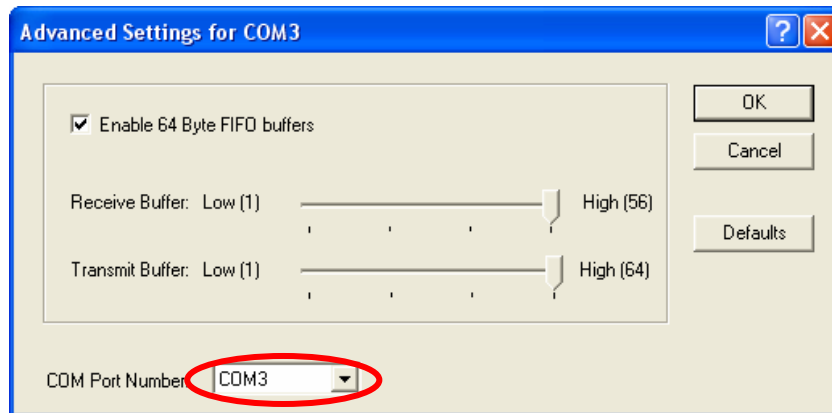 Advanced Settings for COM3
Enable 64 Byte FIFO buffers
OK
Cancel
Receive Buffer: Low (1) High (56)
Defaults
Transmit Buffer: Low (1) High (64)
COM Port Number: COM3